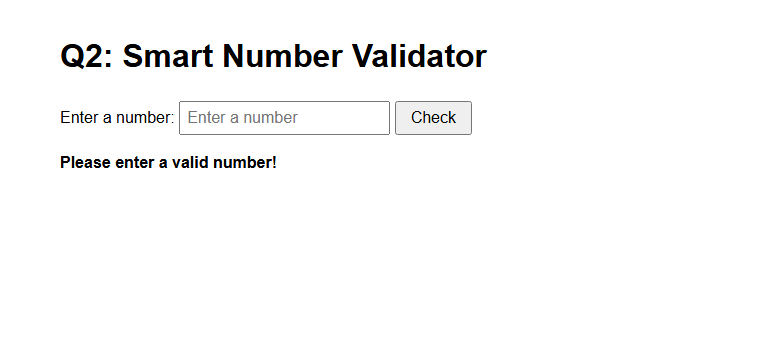 Q2: Smart Number Validator
Enter a number: Enter a number Check
Please enter a valid number!